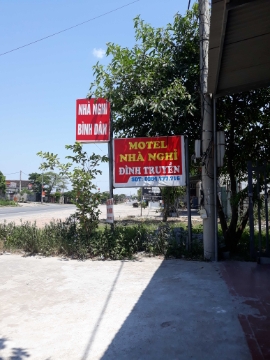 NHÀ NGHỈ
BÌNH DÂN
MOTEL
NHÀ NGHỈ
ĐÌNH TRUYỀN